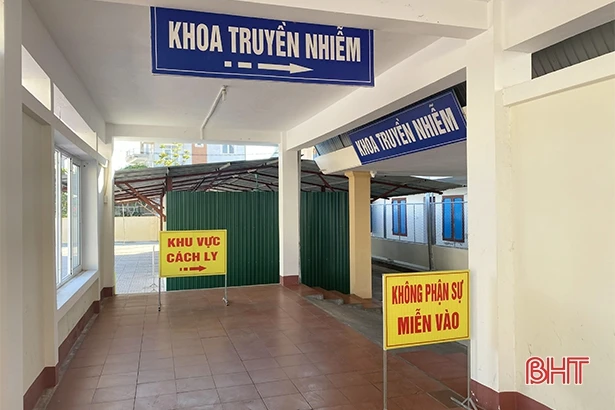 KHOA TRUYỀN NHIỄM
KHOA TRUYỀN NHIỄM
KHU VỰC
CÁCH LY
KHÔNG PHẬN SỰ
MIỄN VÀO
BHT